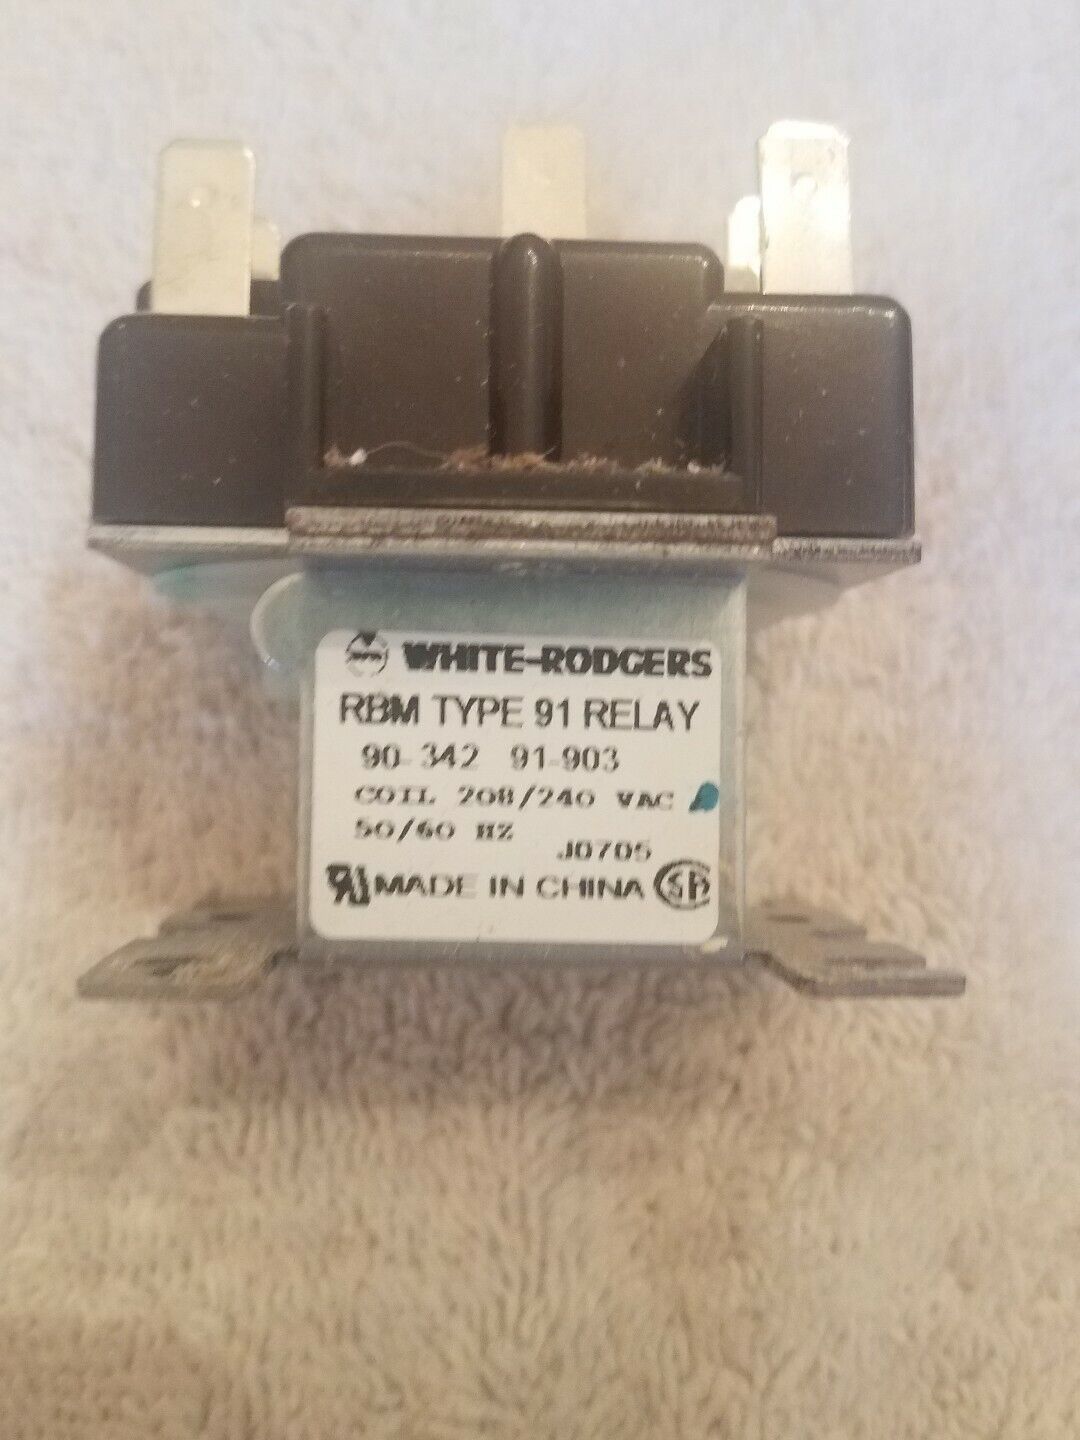 WHITE-RODGERS
RBM TYPE 91 RELAY
90-342 91-903
COIL 208/240 VAC
50/60 HZ
J0705
MADE IN CHINA